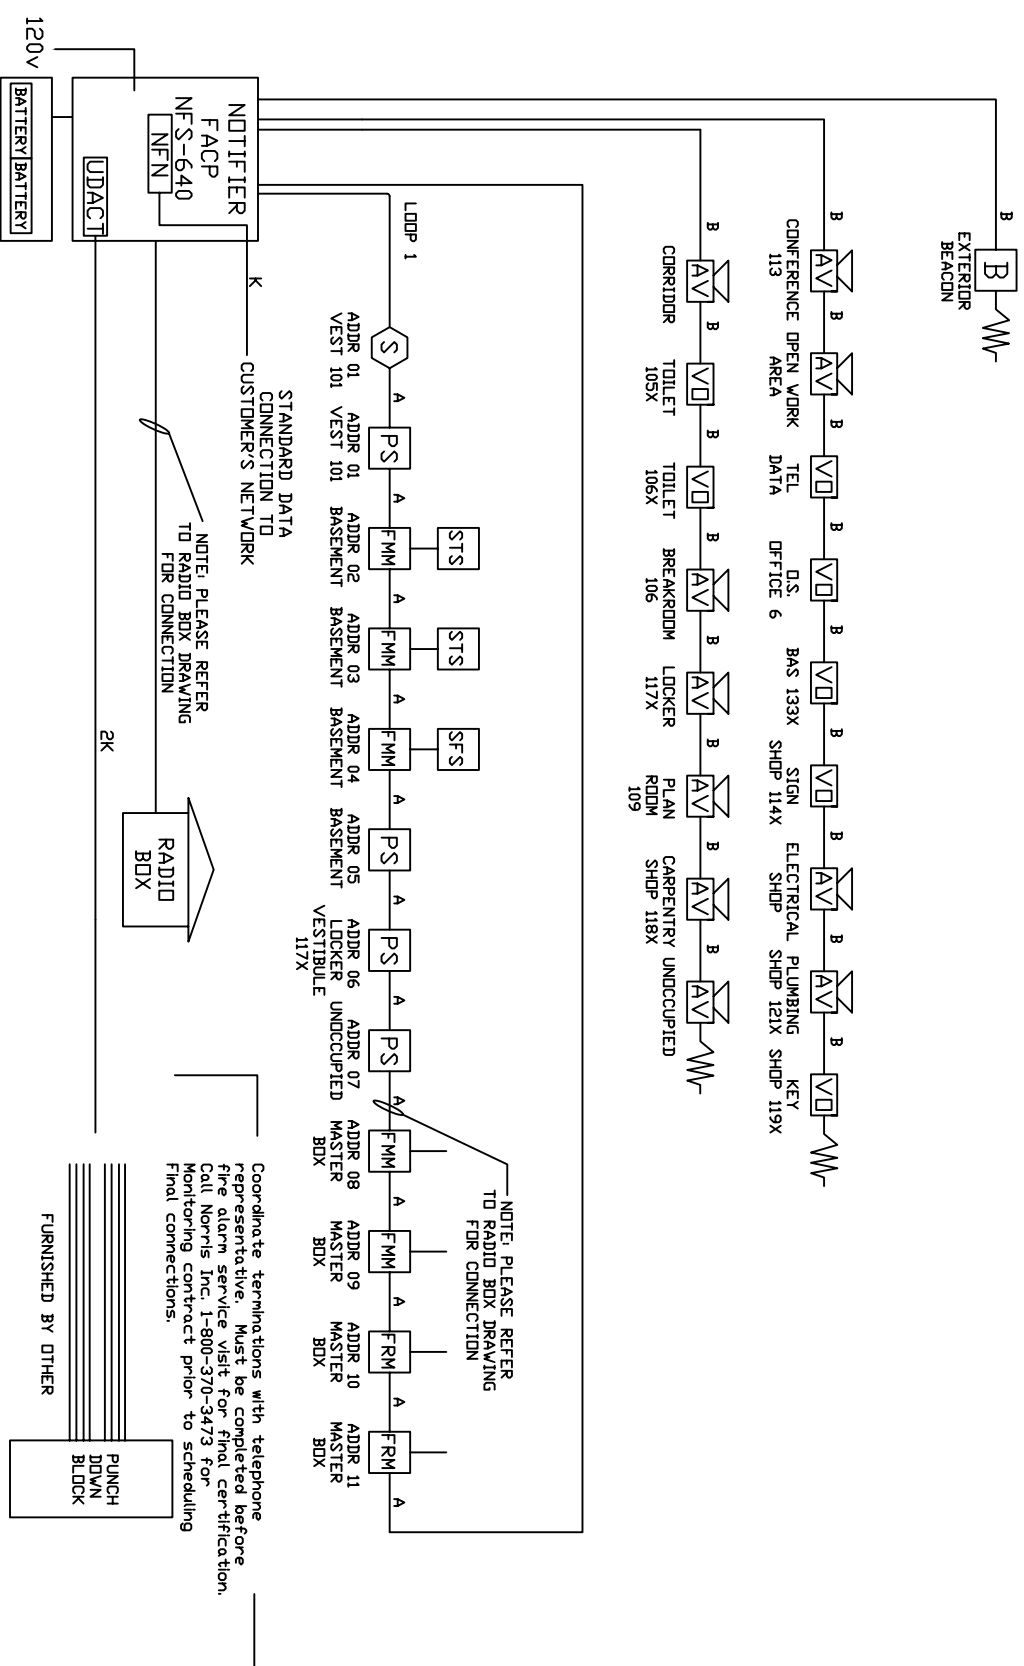 B
EXTERIOR
BEACON
B
B
AV
CONFERENCE
113
B
AV
OPEN WORK
AREA
B
VO
TEL
DATA
B
VO
O.S.
OFFICE 6
B
VO
BAS 133X
B
VO
SIGN
SHOP 114X
B
AV
ELECTRICAL
SHOP
B
AV
PLUMBING
SHOP 121X
B
VO
KEY
SHOP 119X
B
AV
CORRIDOR
B
VO
TOILET
105X
B
VO
TOILET
106X
B
AV
BREAKROOM
106
B
AV
LOCKER
117X
B
AV
PLAN
ROOM
109
B
AV
CARPENTRY
SHOP 118X
B
AV
UNOCCUPIED
NOTE: PLEASE REFER
TO RADIO BOX DRAWING
FOR CONNECTION
STS
STS
SFS
LOOP 1
S
ADDR 01
VEST 101
A
PS
ADDR 01
VEST 101
A
FMM
ADDR 02
BASEMENT
A
FMM
ADDR 03
BASEMENT
A
FMM
ADDR 04
BASEMENT
A
PS
ADDR 05
BASEMENT
A
PS
ADDR 06
LOCKER
VESTIBULE
117X
A
PS
ADDR 07
UNOCCUPIED
A
FMM
ADDR 08
MASTER
BOX
A
FMM
ADDR 09
MASTER
BOX
A
FRM
ADDR 10
MASTER
BOX
A
FRM
ADDR 11
MASTER
BOX
A
NOTIFIER
FACP
NFS-640
NFN
UDACT
K
STANDARD DATA
CONNECTION TO
CUSTOMER'S NETWORK
NOTE: PLEASE REFER
TO RADIO BOX DRAWING
FOR CONNECTION
RADIO
BOX
2K
120v
BATTERY
BATTERY
Coordinate terminations with telephone
representative. Must be completed before
fire alarm service visit for final certification.
Call Norris Inc. 1-800-370-3473 for
Monitoring contract prior to scheduling
Final connections.
FURNISHED BY OTHER
PUNCH
DOWN
BLOCK